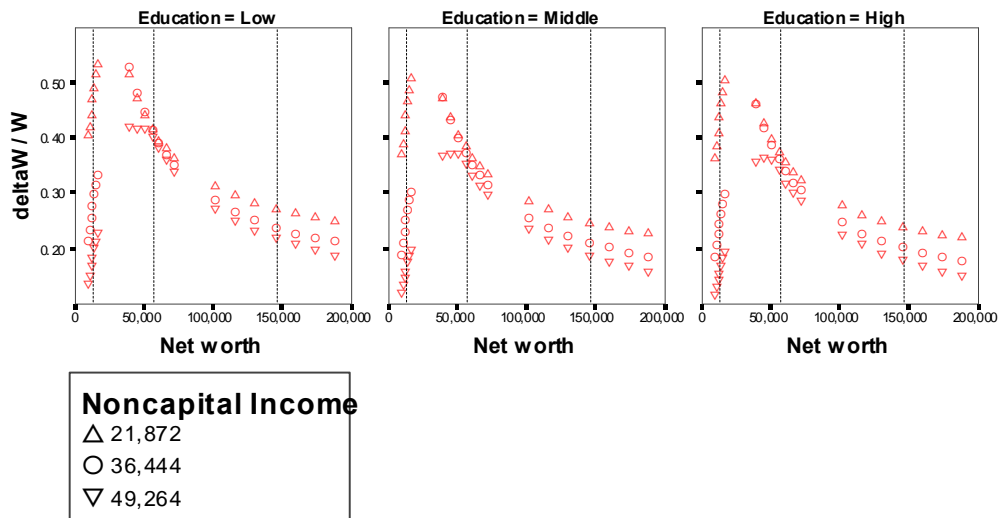 Education = Low
Education = Middle
Education = High
deltaW / W
0.50
0.40
0.30
0.20
0 50,000 100,000 150,000 200,000
0 50,000 100,000 150,000 200,000
0 50,000 100,000 150,000 200,000
Net worth
Net worth
Net worth
Noncapital Income
21,872
36,444
49,264